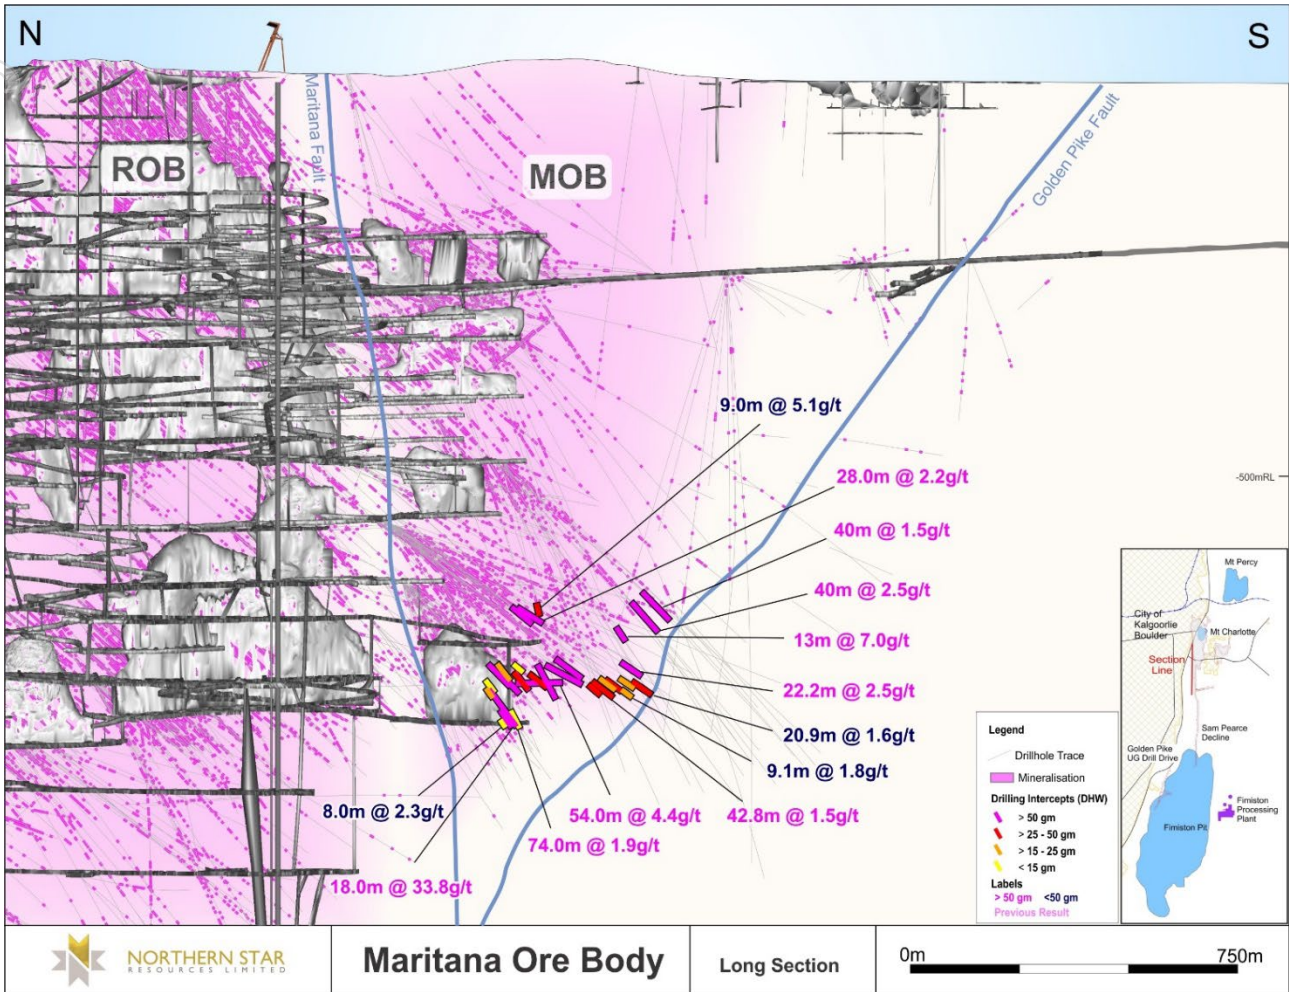 N
S
Maritana Fault
Golden Pike Fault
ROB
MOB
9.0m @ 5.1g/t
28.0m @ 2.2g/t
-500mRL
40m @ 1.5g/t
40m @ 2.5g/t
13m @ 7.0g/t
22.2m @ 2.5g/t
20.9m @ 1.6g/t
9.1m @ 1.8g/t
8.0m @ 2.3g/t
54.0m @ 4.4g/t
42.8m @ 1.5g/t
74.0m @ 1.9g/t
18.0m @ 33.8g/t
Legend
Drillhole Trace
Mineralisation
Drilling Intercepts (DHW)
> 50 gm
> 25 - 50 gm
> 15 - 25 gm
< 15 gm
Labels
> 50 gm <50 gm
Previous Result
Mt Percy
City of
Kalgoorlie
Boulder
Mt Charlotte
Section
Line
Sam Pearce
Decline
Golden Pike
UG Drill Drive
Fimiston
Processing
Plant
Fimiston Pit
NORTHERN STAR
RESOURCES LIMITED
Maritana Ore Body
Long Section
0m
750m